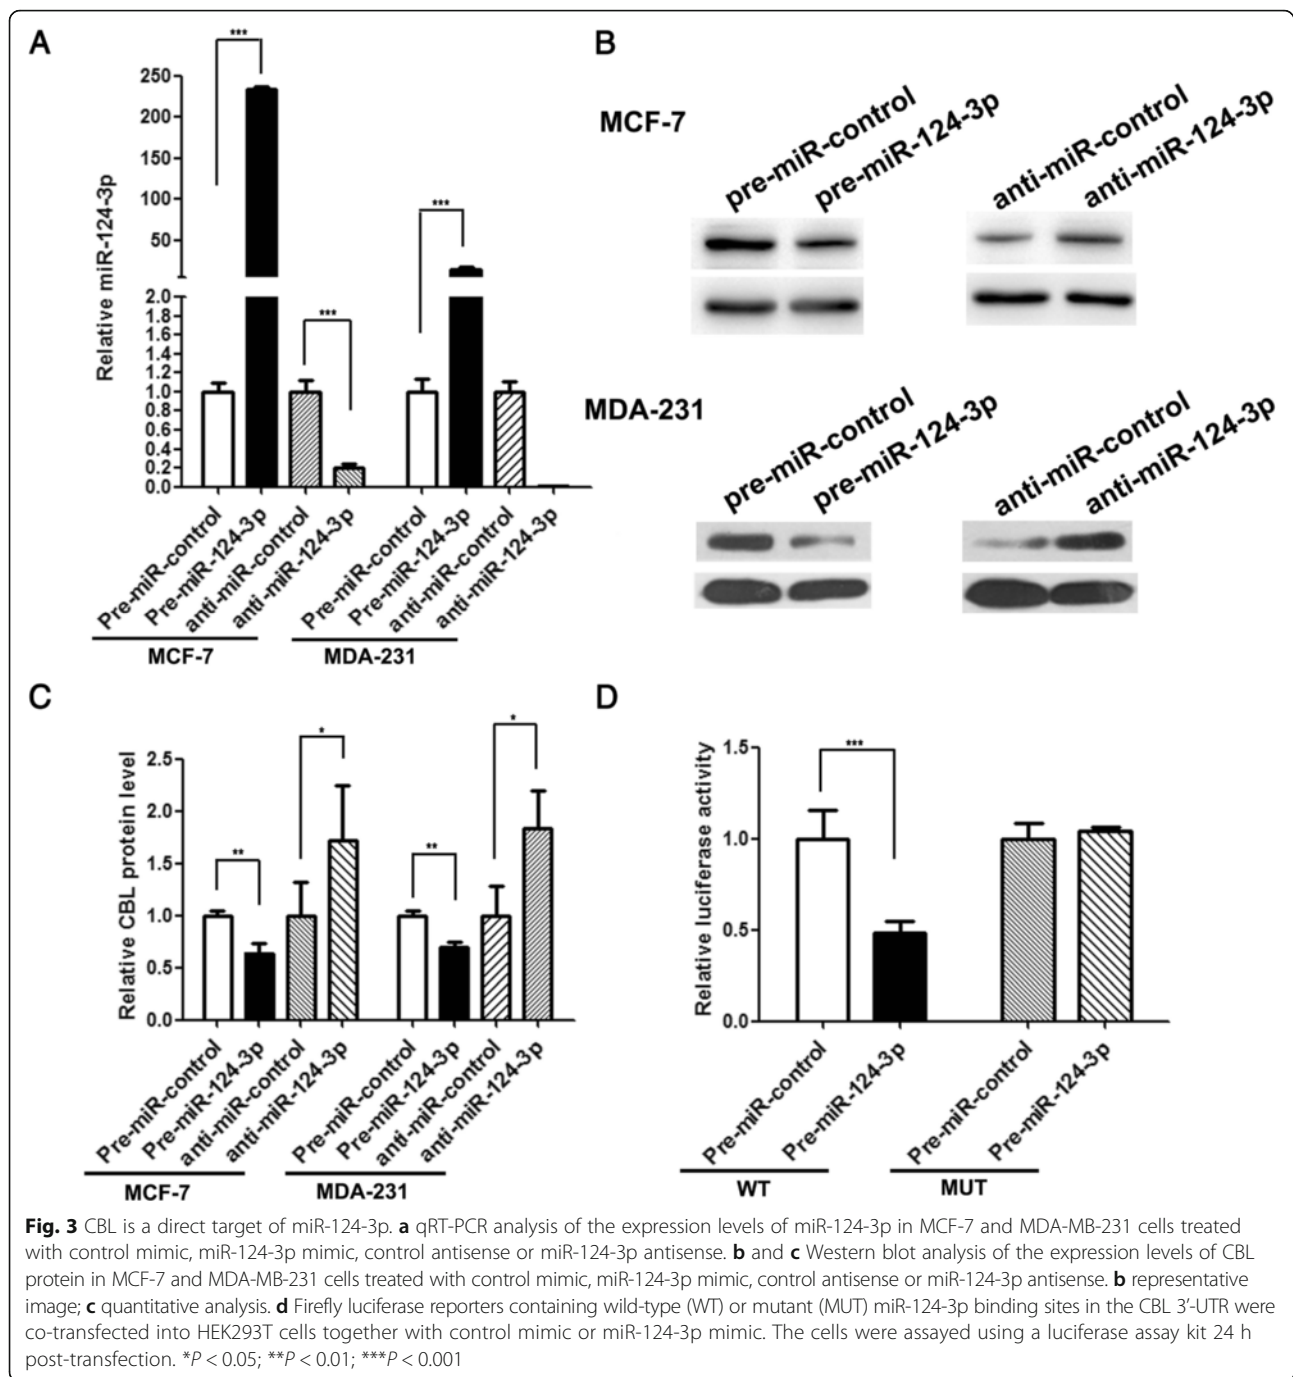 A
***
250
200
150
100
50
2.0
1.8
1.6
1.4
1.2
1.0
0.8
0.6
0.4
0.2
0.0
Relative miR-124-3p
***
***
Pre-miR-control
Pre-miR-124-3p
anti-miR-control
anti-miR-124-3p
Pre-miR-control
Pre-miR-124-3p
anti-miR-control
anti-miR-124-3p
MCF-7
MDA-231
B
MCF-7
pre-miR-control
pre-miR-124-3p
anti-miR-control
anti-miR-124-3p
MDA-231
pre-miR-control
pre-miR-124-3p
anti-miR-control
anti-miR-124-3p
C
Relative CBL protein level
2.5
2.0
1.5
1.0
0.5
0.0
**
*
**
*
Pre-miR-control
Pre-miR-124-3p
anti-miR-control
anti-miR-124-3p
Pre-miR-control
Pre-miR-124-3p
anti-miR-control
anti-miR-124-3p
MCF-7
MDA-231
D
Relative luciferase activity
1.5
1.0
0.5
0.0
***
Pre-miR-control
Pre-miR-124-3p
Pre-miR-control
Pre-miR-124-3p
WT
MUT
Fig. 3 CBL is a direct target of miR-124-3p. a qRT-PCR analysis of the expression levels of miR-124-3p in MCF-7 and MDA-MB-231 cells treated
with control mimic, miR-124-3p mimic, control antisense or miR-124-3p antisense. b and c Western blot analysis of the expression levels of CBL
protein in MCF-7 and MDA-MB-231 cells treated with control mimic, miR-124-3p mimic, control antisense or miR-124-3p antisense. b representative
image; c quantitative analysis. d Firefly luciferase reporters containing wild-type (WT) or mutant (MUT) miR-124-3p binding sites in the CBL 3’-UTR were
co-transfected into HEK293T cells together with control mimic or miR-124-3p mimic. The cells were assayed using a luciferase assay kit 24 h
post-transfection. *P < 0.05; **P < 0.01; ***P < 0.001